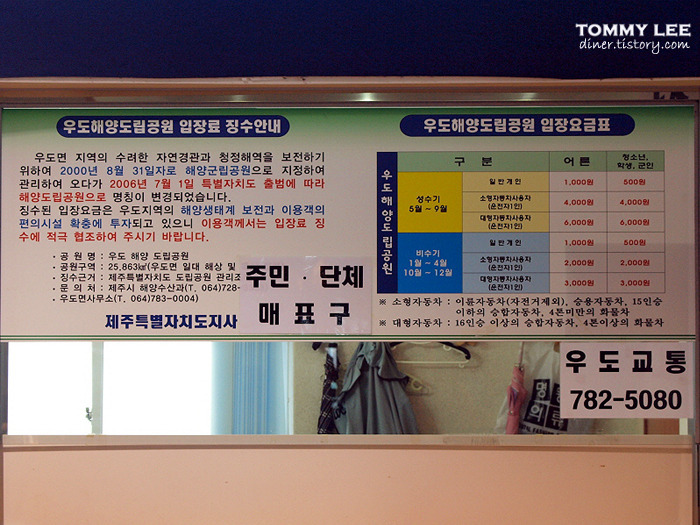 TOMMY LEE
diner.tistory.com
우도해양도립공원 입장료 징수안내
우도면 지역의 수려한 자연경관과 청정해역을 보전하기
위하여 2000년 8월 31일자로 해양군립공원으로 지정하여
관리하여 오다가 2006년 7월 1일 특별자치도 출범에 따라
해양도립공원으로 명칭이 변경되었습니다.
징수된 입장요금은 우도지역의 해양생태계 보전과 이용객의
편의시설 확충에 투자되고 있으니 이용객께서는 입장료 징
수에 적극 협조하여 주시기 바랍니다.
· 공 원 명 : 우도 해양 도립공원
· 공원구역 : 25,863㎢(우도면 일대 해상 및
· 징수근거 : 제주특별자치도 도립공원 관리조
· 문 의 처 : 제주시 해양수산과(T. 064)728-
· 우도면사무소(T. 064)783-0004)
제주특별자치도지사
주민 · 단체
매표구
우도해양도립공원 입장요금표
우도해양도립공원
구 분 어 른 청소년, 학생, 군인
성수기 5월 ~ 9월
일반개인 1,000원 500원
소형자동차사용자 (운전자1인) 4,000원 4,000원
대형자동차사용자 (운전자1인) 6,000원 6,000원
비수기 1월 ~ 4월 10월 ~ 12월
일반개인 1,000원 500원
소형자동차사용자 (운전자1인) 2,000원 2,000원
대형자동차사용자 (운전자1인) 3,000원 3,000원
※ 소형자동차 : 이륜자동차(자전거제외), 승용자동차, 15인승
이하의 승합자동차, 4톤미만의 화물차
※ 대형자동차 : 16인승 이상의 승합자동차, 4톤이상의 화물차
우도교통
782-5080